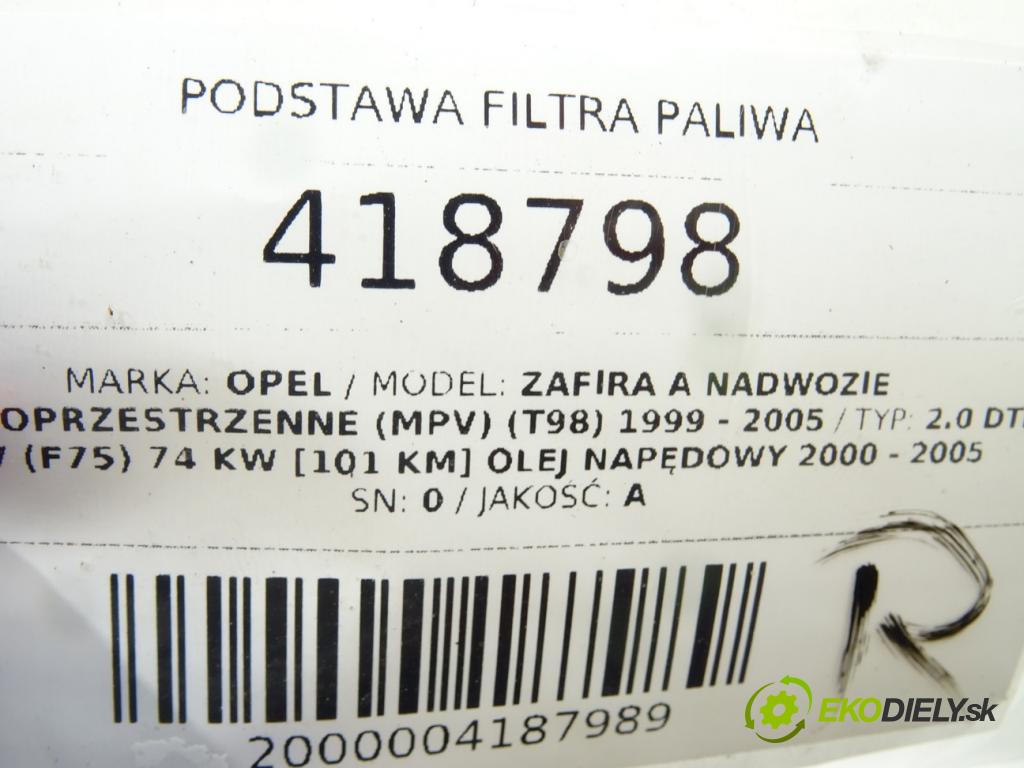 PODSTAWA FILTRA PALIWA
418798
MARKA: OPEL / MODEL: ZAFIRA A NADWOZIE
OPRZESTRZENNE (MPV) (T98) 1999 - 2005 / TYP: 2.0 DT
(F75) 74 KW [101 KM] OLEJ NAPĘDOWY 2000 - 2005
SN: 0 / JAKOŚĆ: A
R
2000004187989
EKODIELY.sk